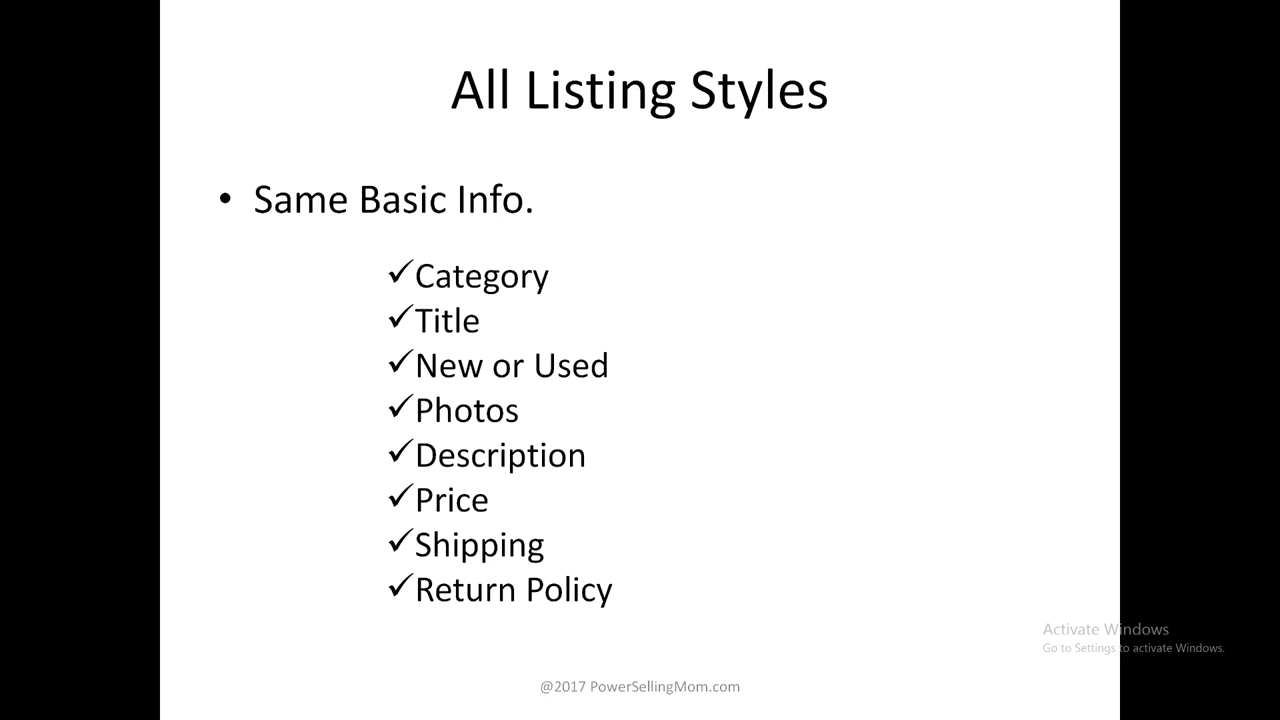 All Listing Styles
• Same Basic Info.
✓Category
✓Title
✓New or Used
✓Photos
✓Description
✓Price
✓Shipping
✓Return Policy
Activate Windows
Go to Settings to activate Windows.
@2017 PowerSellingMom.com